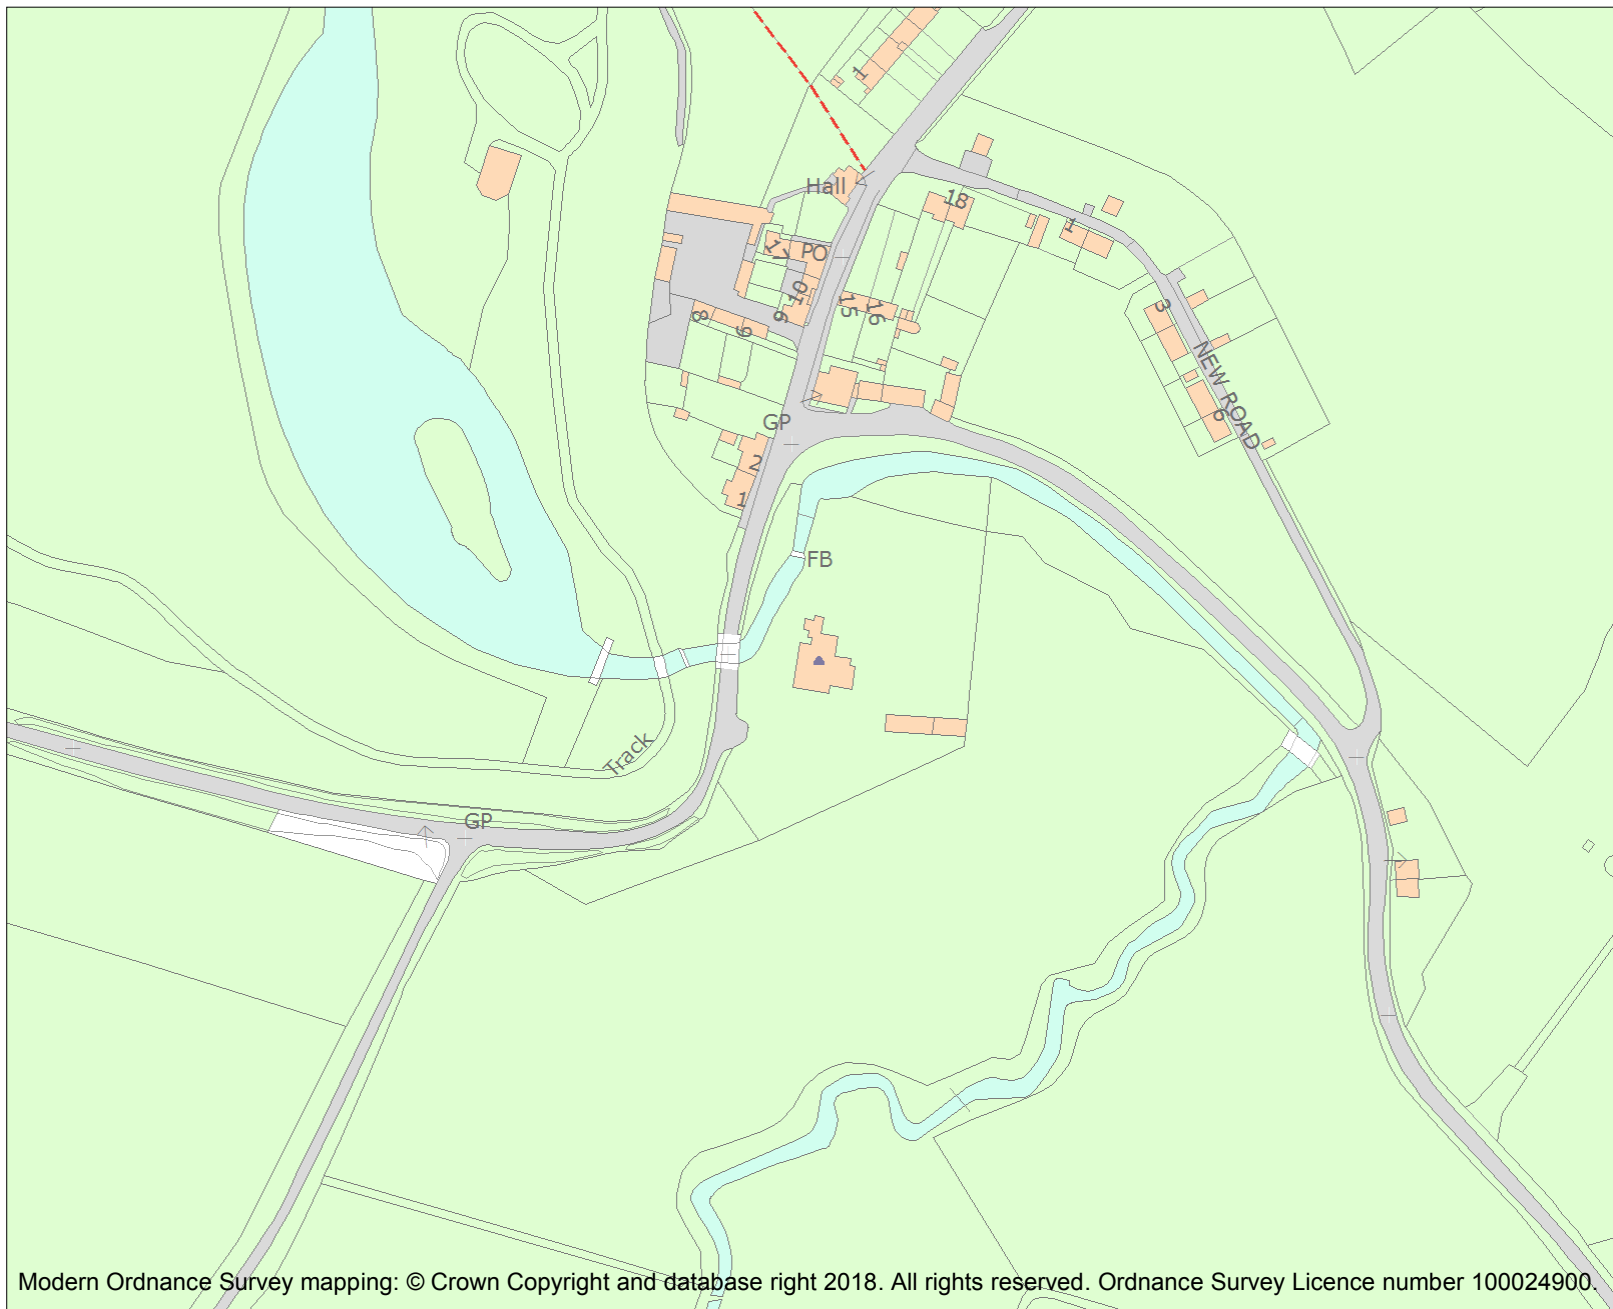 1
Hall
18
1
17
PO
10
9
15
16
8
6
3
NEW ROAD
6
GP
2
1
FB
Track
GP
Modern Ordnance Survey mapping: © Crown Copyright and database right 2018. All rights reserved. Ordnance Survey Licence number 100024900.